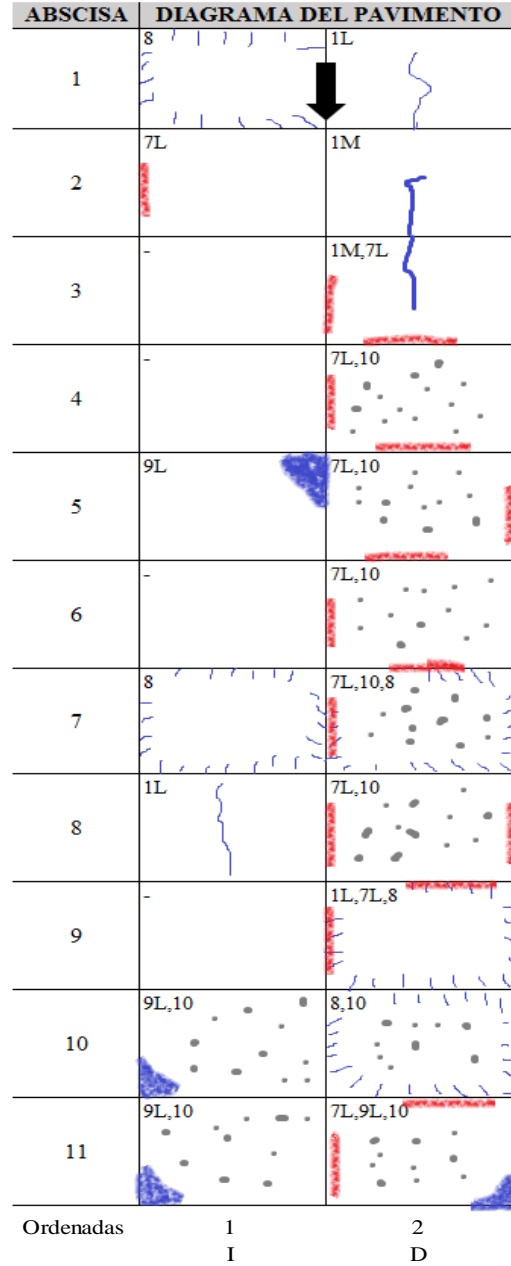 ABSCISA DIAGRAMA DEL PAVIMENTO
8 1L
1
7L 1M
2
- 1M,7L
3
- 7L,10
4
9L 7L,10
5
- 7L,10
6
8 7L,10,8
7
1L 7L,10
8
- 1L,7L,8
9
9L,10 8,10
10
9L,10 7L,9L,10
11
Ordenadas 1 2
I D